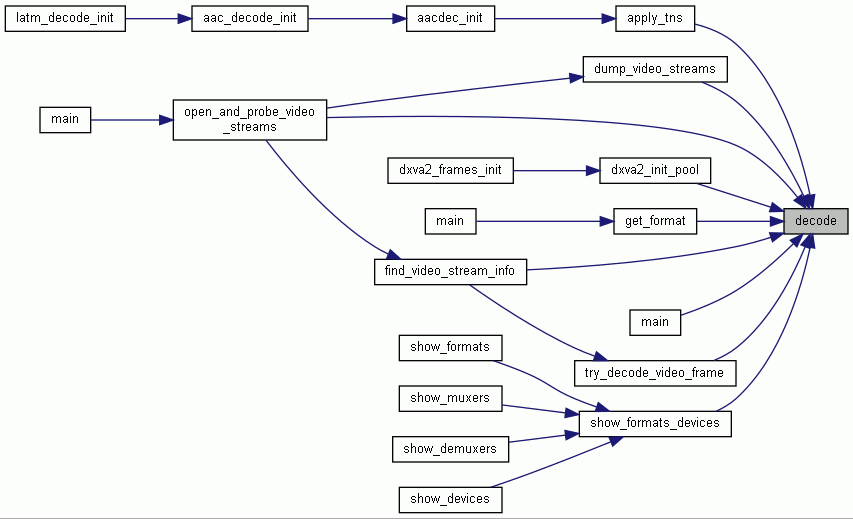 latm_decode_init
aac_decode_init
aacdec_init
apply_tns
dump_video_streams
main
open_and_probe_video
_streams
dxva2_frames_init
dxva2_init_pool
main
get_format
decode
find_video_stream_info
main
show_formats
try_decode_video_frame
show_muxers
show_formats_devices
show_demuxers
show_devices